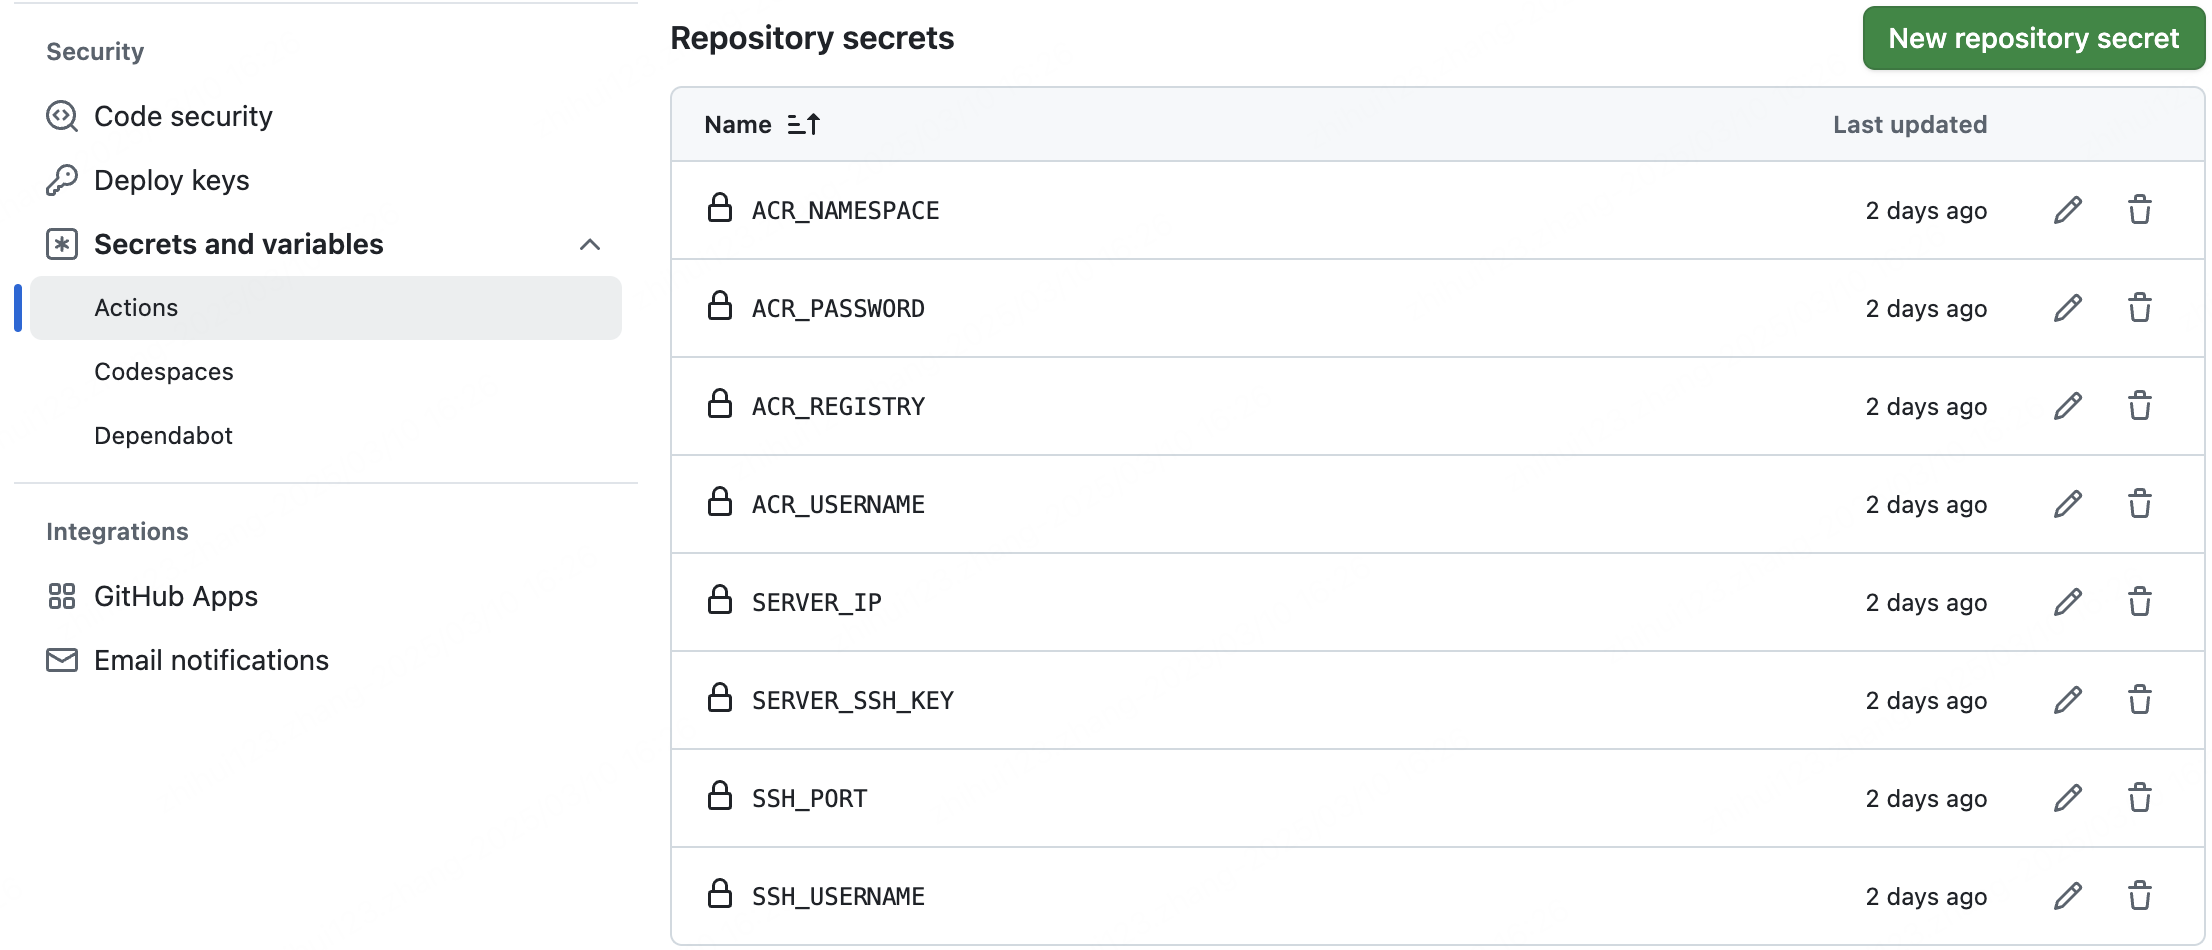 Security
Code security
Deploy keys
Secrets and variables
Actions
Codespaces
Dependabot
Integrations
GitHub Apps
Email notifications
Repository secrets
New repository secret
Name Last updated
ACR_NAMESPACE 2 days ago
ACR_PASSWORD 2 days ago
ACR_REGISTRY 2 days ago
ACR_USERNAME 2 days ago
SERVER_IP 2 days ago
SERVER_SSH_KEY 2 days ago
SSH_PORT 2 days ago
SSH_USERNAME 2 days ago